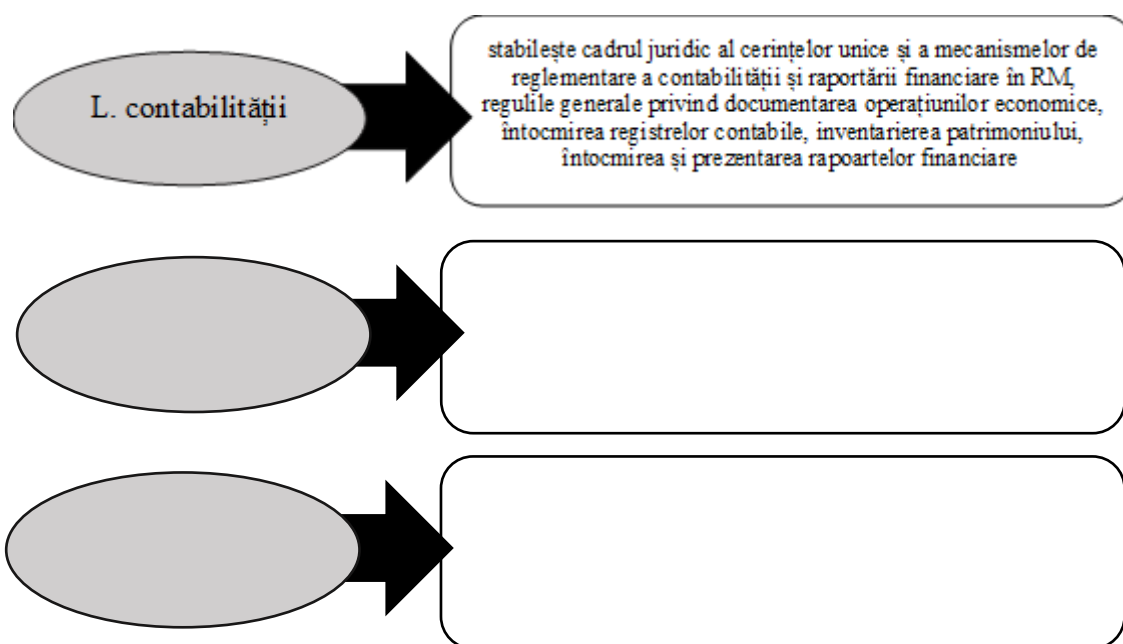 L. contabilității
stabilește cadrul juridic al cerințelor unice și a mecanismelor de
reglementare a contabilității și raportării financiare în RM,
regulile generale privind documentarea operațiunilor economice,
întocmirea registrelor contabile, inventarierea patrimoniului,
întocmirea și prezentarea rapoartelor financiare